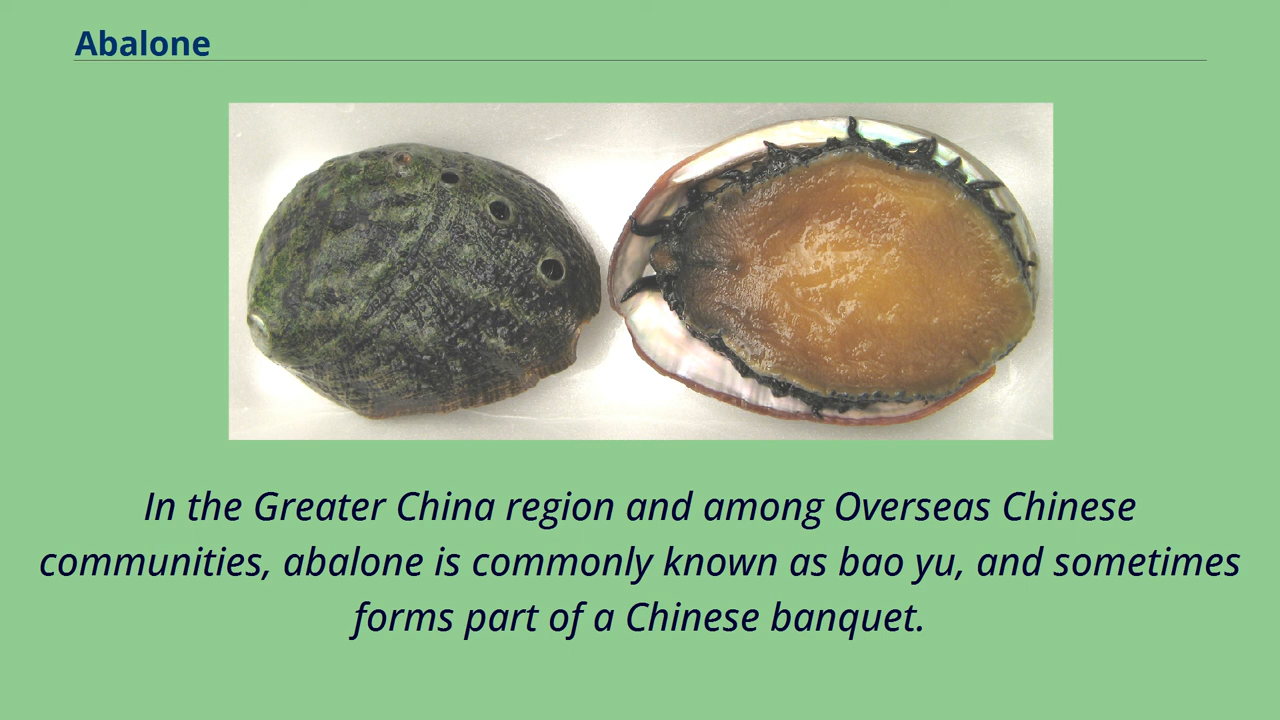 Abalone
In the Greater China region and among Overseas Chinese
communities, abalone is commonly known as bao yu, and sometimes
forms part of a Chinese banquet.